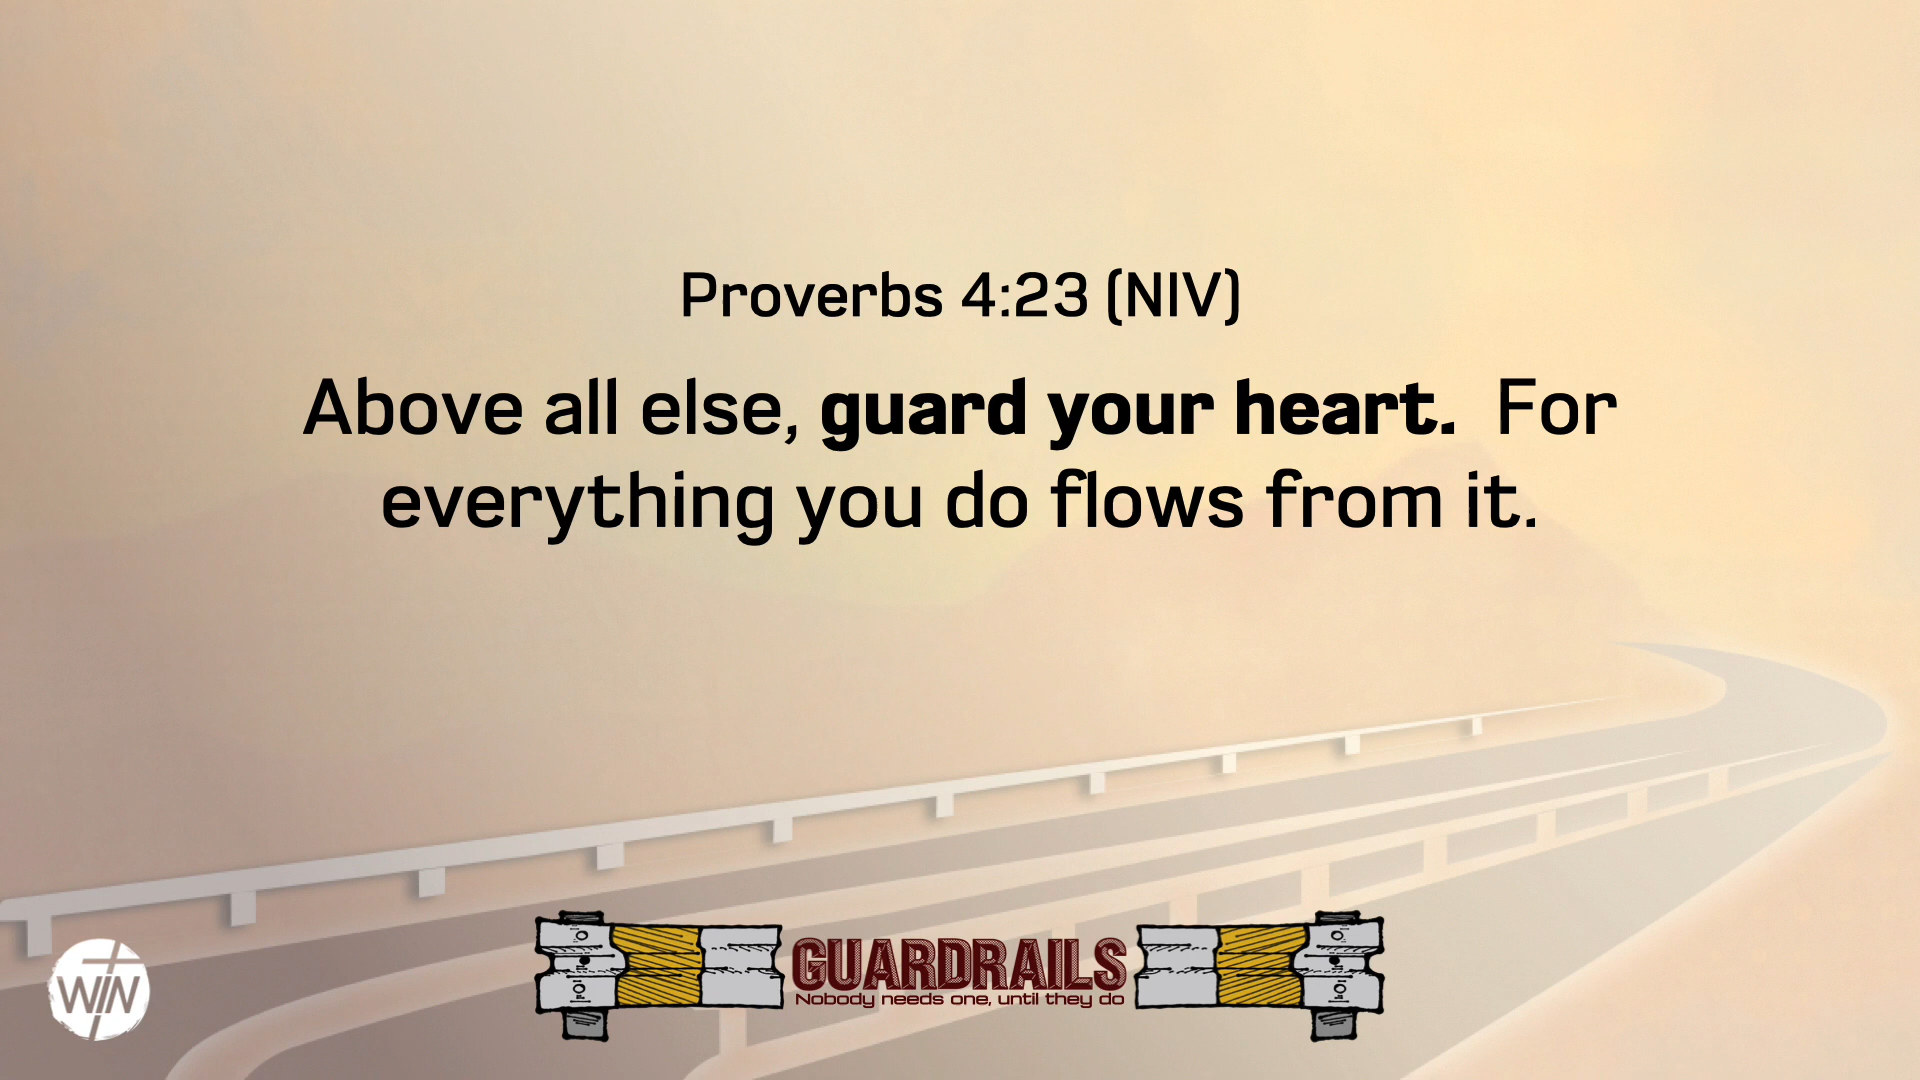 Proverbs 4:23 (NIV)
Above all else, guard your heart.  For
everything you do flows from it.
GUARDRAILS
Nobody needs one, until they do
WIN